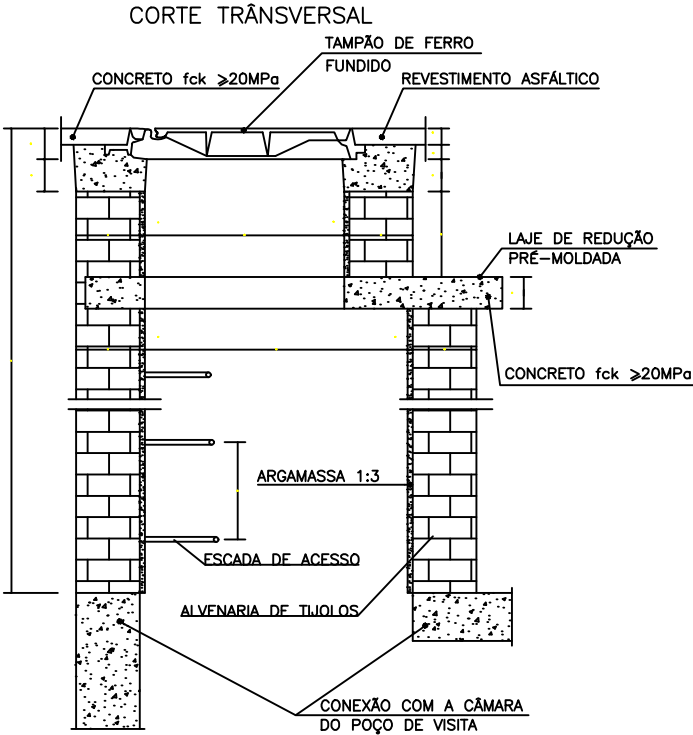 CORTE TRÂNSVERSAL
TAMPÃO DE FERRO
FUNDIDO
CONCRETO fck ⩾20MPa
REVESTIMENTO ASFÁLTICO
LAJE DE REDUÇÃO
PRÉ-MOLDADA
CONCRETO fck ⩾20MPa
ARGAMASSA 1:3
ESCADA DE ACESSO
ALVENARIA DE TIJOLOS
CONEXÃO COM A CÂMARA
DO POÇO DE VISITA